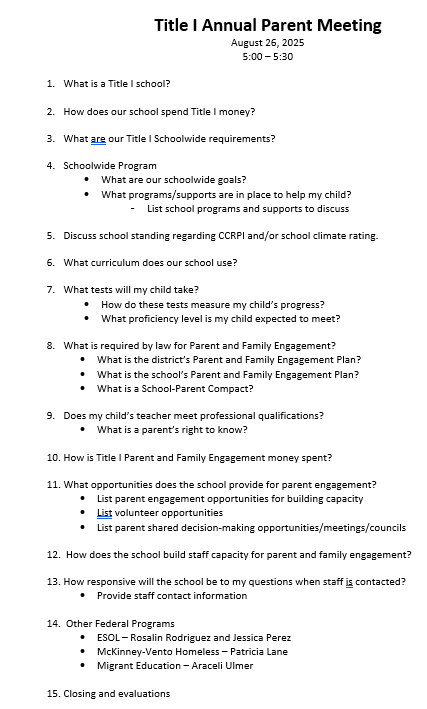 Title I Annual Parent Meeting
August 26, 2025
5:00 – 5:30
1. What is a Title I school?
2. How does our school spend Title I money?
3. What are our Title I Schoolwide requirements?
4. Schoolwide Program
• What are our schoolwide goals?
• What programs/supports are in place to help my child?
- List school programs and supports to discuss
5. Discuss school standing regarding CCRPI and/or school climate rating.
6. What curriculum does our school use?
7. What tests will my child take?
• How do these tests measure my child's progress?
• What proficiency level is my child expected to meet?
8. What is required by law for Parent and Family Engagement?
• What is the district's Parent and Family Engagement Plan?
• What is the school's Parent and Family Engagement Plan?
• What is a School-Parent Compact?
9. Does my child's teacher meet professional qualifications?
• What is a parent's right to know?
10. How is Title I Parent and Family Engagement money spent?
11. What opportunities does the school provide for parent engagement?
• List parent engagement opportunities for building capacity
• List volunteer opportunities
• List parent shared decision-making opportunities/meetings/councils
12. How does the school build staff capacity for parent and family engagement?
13. How responsive will the school be to my questions when staff is contacted?
• Provide staff contact information
14. Other Federal Programs
• ESOL – Rosalin Rodriguez and Jessica Perez
• McKinney-Vento Homeless – Patricia Lane
• Migrant Education – Araceli Ulmer
15. Closing and evaluations